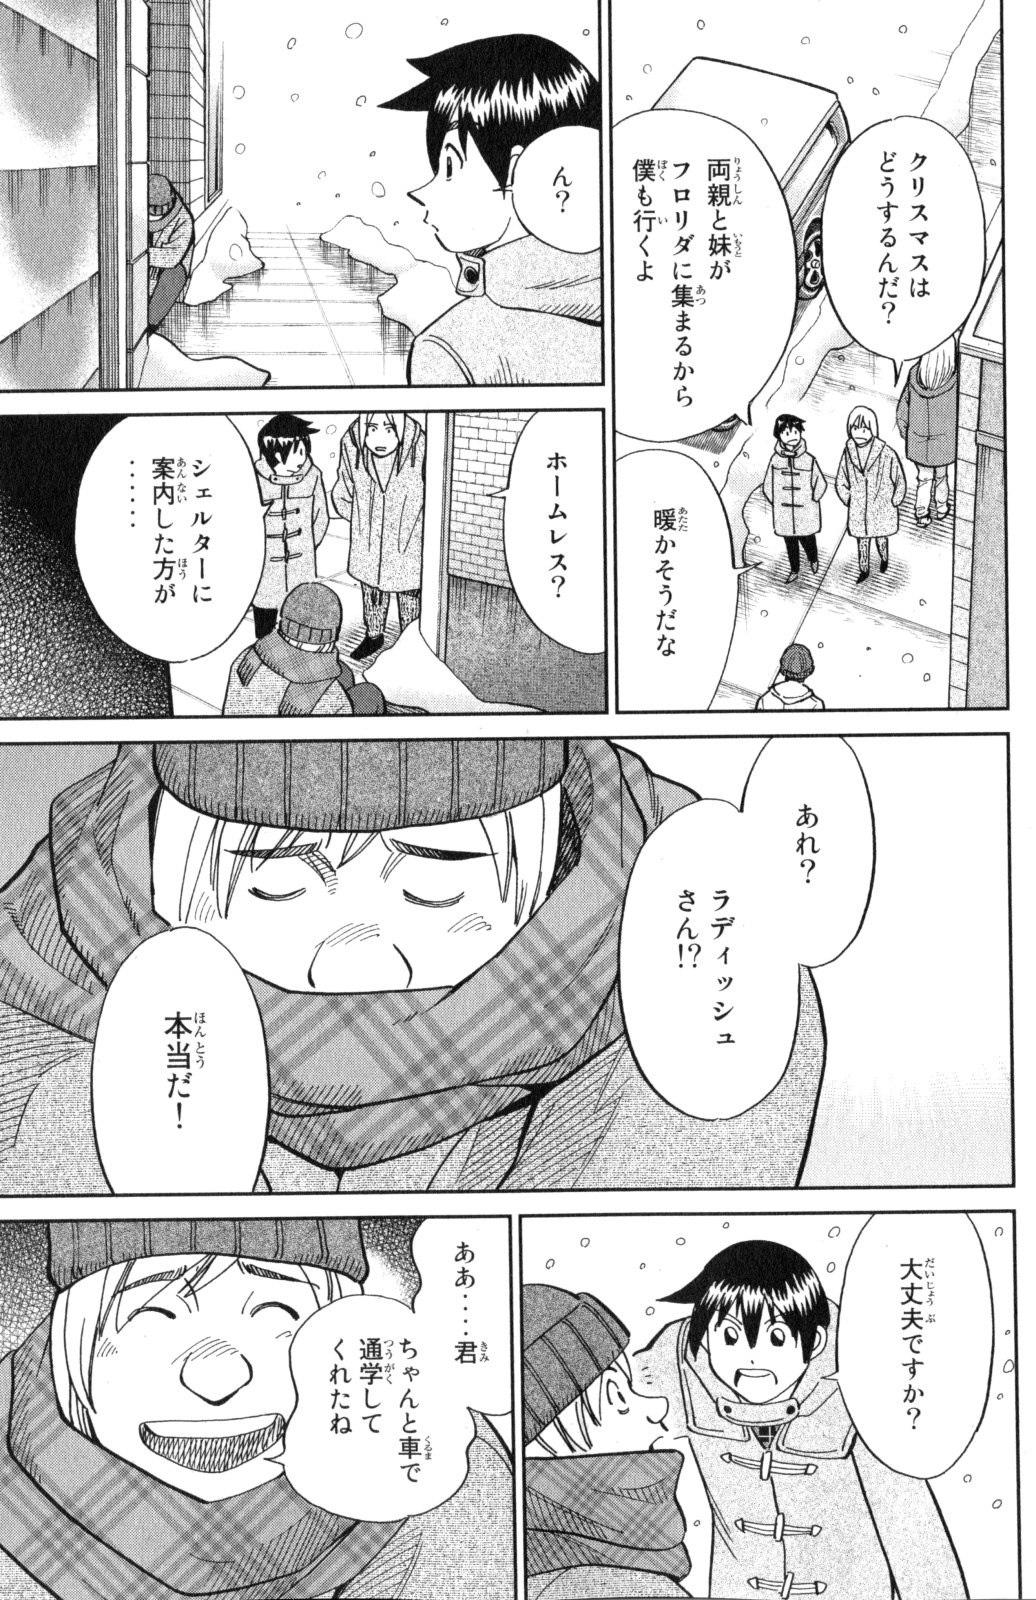 クリスマスは
どうするんだ?
両親と妹が
フロリダに集まるから
僕も行くよ
暖かそうだな
ん?
ホームレス?
シェルターに
案内した方が
・・・・・
あれ?
ラディッシュ
さん!?
本当だ!
大丈夫ですか?
ああ・・・・君
ちゃんと車で
通学して
くれたね